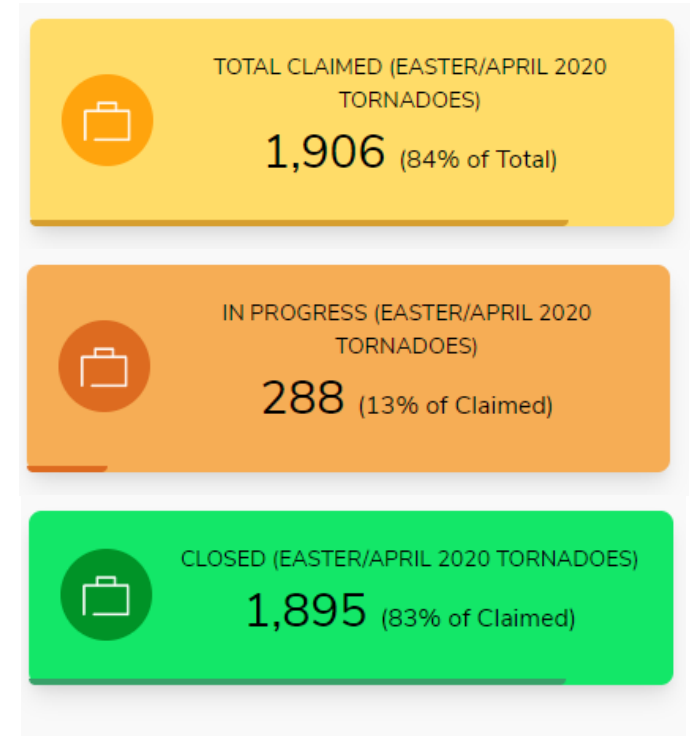 TOTAL CLAIMED (EASTER/APRIL 2020
TORNADOES)
1,906 (84% of Total)
IN PROGRESS (EASTER/APRIL 2020
TORNADOES)
288 (13% of Claimed)
CLOSED (EASTER/APRIL 2020 TORNADOES)
1,895 (83% of Claimed)